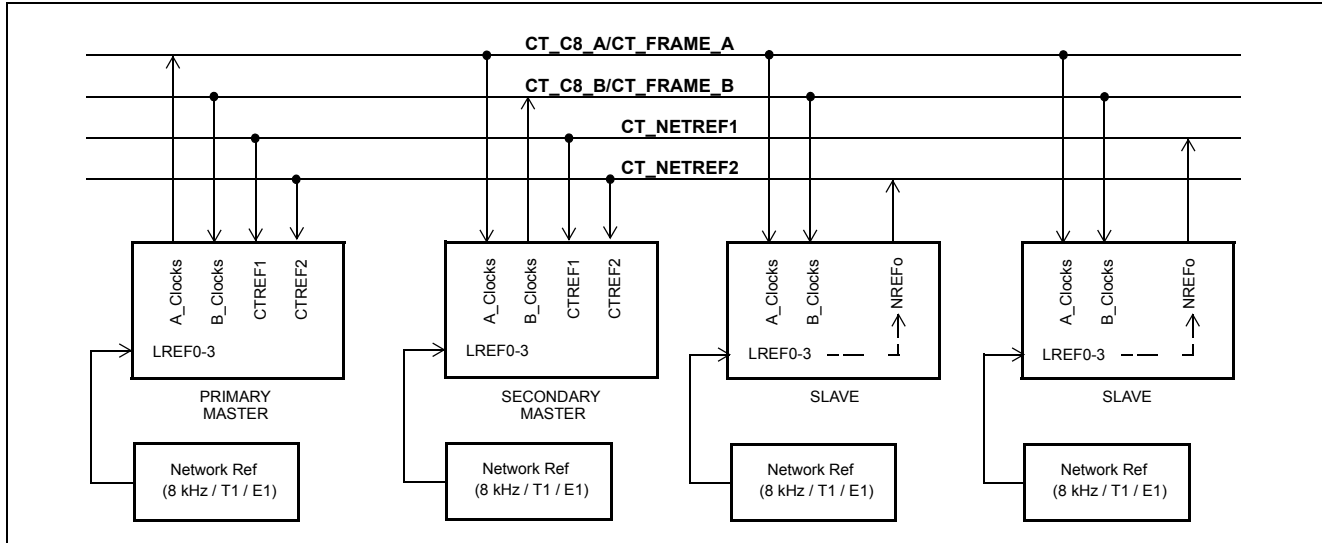 CT_C8_A/CT_FRAME_A
CT_C8_B/CT_FRAME_B
CT_NETREF1
CT_NETREF2
A_Clocks
B_Clocks
CTREF1
CTREF2
LREF0-3
PRIMARY
MASTER
Network Ref
(8 kHz / T1 / E1)
A_Clocks
B_Clocks
CTREF1
CTREF2
LREF0-3
SECONDARY
MASTER
Network Ref
(8 kHz / T1 / E1)
A_Clocks
B_Clocks
NREFo
LREF0-3
SLAVE
Network Ref
(8 kHz / T1 / E1)
A_Clocks
B_Clocks
NREFo
LREF0-3
SLAVE
Network Ref
(8 kHz / T1 / E1)